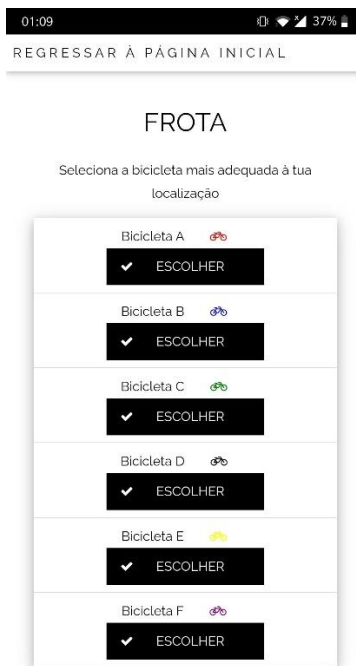 01:09 37%
REGRESSAR À PÁGINA INICIAL
FROTA
Seleciona a bicicleta mais adequada à tua
localização
Bicicleta A
ESCOLHER
Bicicleta B
ESCOLHER
Bicicleta C
ESCOLHER
Bicicleta D
ESCOLHER
Bicicleta E
ESCOLHER
Bicicleta F
ESCOLHER